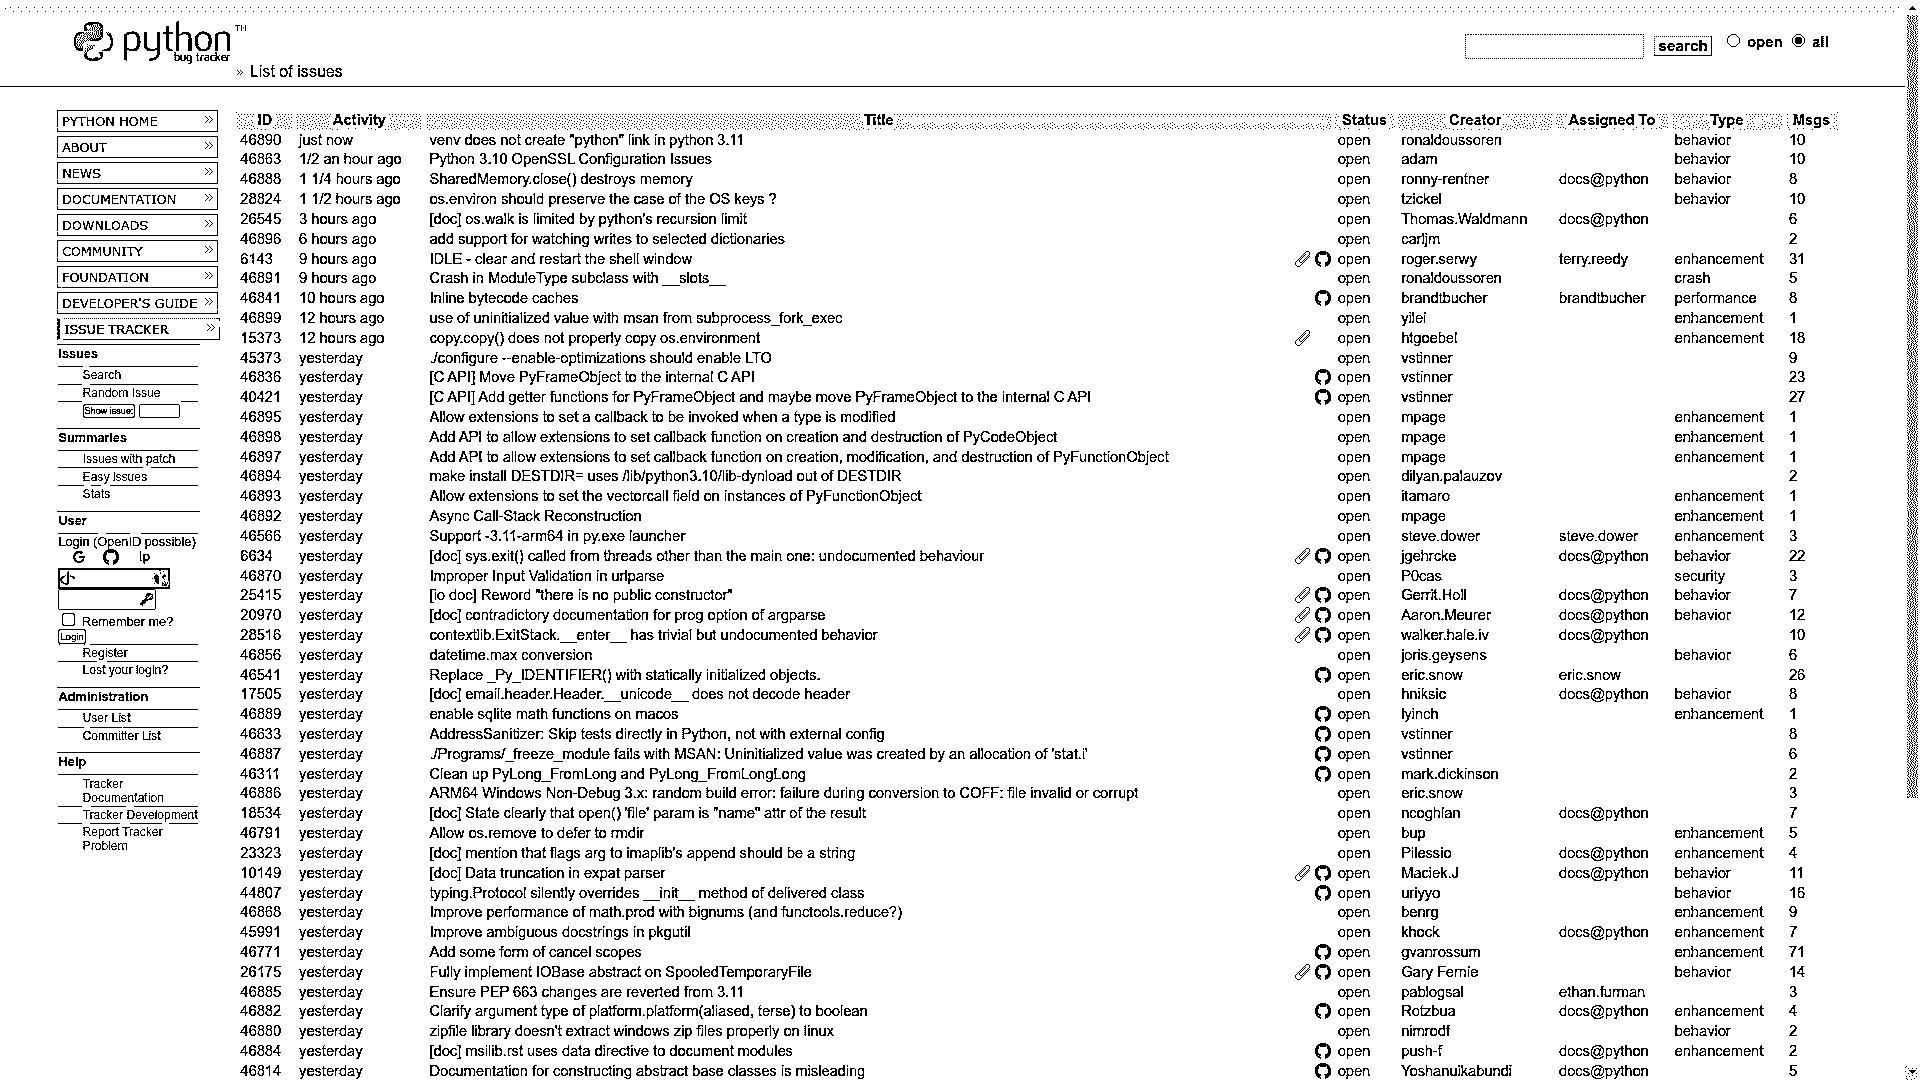 python™
bug tracker
» List of issues
search open all
PYTHON HOME »
ABOUT »
NEWS »
DOCUMENTATION »
DOWNLOADS »
COMMUNITY »
FOUNDATION »
DEVELOPER'S GUIDE »
ISSUE TRACKER »
Issues
Search
Random Issue
Show issue:
Summaries
Issues with patch
Easy issues
Stats
User
Login (OpenID possible)
G lp
Remember me?
Login
Register
Lost your login?
Administration
User List
Committer List
Help
Tracker
Documentation
Tracker Development
Report Tracker
Problem
ID Activity Title Status Creator Assigned To Type Msgs
46890 just now venv does not create "python" link in python 3.11 open ronaldoussoren behavior 10
46863 1/2 an hour ago Python 3.10 OpenSSL Configuration Issues open adam behavior 10
46888 1 1/4 hours ago SharedMemory.close() destroys memory open ronny-rentner docs@python behavior 8
28824 1 1/2 hours ago os.environ should preserve the case of the OS keys ? open tzickel behavior 10
26545 3 hours ago [doc] os.walk is limited by python's recursion limit open Thomas.Waldmann docs@python 6
46896 6 hours ago add support for watching writes to selected dictionaries open carljm 2
6143 9 hours ago IDLE - clear and restart the shell window open roger.serwy terry.reedy enhancement 31
46891 9 hours ago Crash in ModuleType subclass with __slots__ open ronaldoussoren crash 5
46841 10 hours ago Inline bytecode caches open brandtbucher brandtbucher performance 8
46899 12 hours ago use of uninitialized value with msan from subprocess_fork_exec open yilei enhancement 1
15373 12 hours ago copy.copy() does not properly copy os.environment open htgoebel enhancement 18
45373 yesterday ./configure --enable-optimizations should enable LTO open vstinner 9
46836 yesterday [C API] Move PyFrameObject to the internal C API open vstinner 23
40421 yesterday [C API] Add getter functions for PyFrameObject and maybe move PyFrameObject to the internal C API open vstinner 27
46895 yesterday Allow extensions to set a callback to be invoked when a type is modified open mpage enhancement 1
46898 yesterday Add API to allow extensions to set callback function on creation and destruction of PyCodeObject open mpage enhancement 1
46897 yesterday Add API to allow extensions to set callback function on creation, modification, and destruction of PyFunctionObject open mpage enhancement 1
46894 yesterday make install DESTDIR= uses /lib/python3.10/lib-dynload out of DESTDIR open dilyan.palauzov 2
46893 yesterday Allow extensions to set the vectorcall field on instances of PyFunctionObject open itamaro enhancement 1
46892 yesterday Async Call-Stack Reconstruction open mpage enhancement 1
46566 yesterday Support -3.11-arm64 in py.exe launcher open steve.dower steve.dower enhancement 3
6634 yesterday [doc] sys.exit() called from threads other than the main one: undocumented behaviour open jgehrcke docs@python behavior 22
46870 yesterday Improper Input Validation in urlparse open P0cas security 3
25415 yesterday [io doc] Reword "there is no public constructor" open Gerrit.Holl docs@python behavior 7
20970 yesterday [doc] contradictory documentation for prog option of argparse open Aaron.Meurer docs@python behavior 12
28516 yesterday contextlib.ExitStack.__enter__ has trivial but undocumented behavior open walker.hale.iv docs@python 10
46856 yesterday datetime.max conversion open joris.geysens behavior 6
46541 yesterday Replace _Py_IDENTIFIER() with statically initialized objects. open eric.snow eric.snow 26
17505 yesterday [doc] email.header.Header.__unicode__ does not decode header open hniksic docs@python behavior 8
46889 yesterday enable sqlite math functions on macos open lyinch enhancement 1
46633 yesterday AddressSanitizer: Skip tests directly in Python, not with external config open vstinner 8
46887 yesterday ./Programs/_freeze_module fails with MSAN: Uninitialized value was created by an allocation of 'stat.i' open vstinner 6
46311 yesterday Clean up PyLong_FromLong and PyLong_FromLongLong open mark.dickinson 2
46886 yesterday ARM64 Windows Non-Debug 3.x: random build error: failure during conversion to COFF: file invalid or corrupt open eric.snow 3
18534 yesterday [doc] State clearly that open() 'file' param is "name" attr of the result open ncoghlan docs@python 7
46791 yesterday Allow os.remove to defer to rmdir open bup enhancement 5
23323 yesterday [doc] mention that flags arg to imaplib's append should be a string open Pilessio docs@python enhancement 4
10149 yesterday [doc] Data truncation in expat parser open Maciek.J docs@python behavior 11
44807 yesterday typing.Protocol silently overrides __init__ method of delivered class open uriyyo behavior 16
46868 yesterday Improve performance of math.prod with bignums (and functools.reduce?) open benrg enhancement 9
45991 yesterday Improve ambiguous docstrings in pkgutil open khock docs@python enhancement 7
46771 yesterday Add some form of cancel scopes open gvanrossum enhancement 71
26175 yesterday Fully implement IOBase abstract on SpooledTemporaryFile open Gary Fernie behavior 14
46885 yesterday Ensure PEP 663 changes are reverted from 3.11 open pablogsal ethan.furman 3
46882 yesterday Clarify argument type of platform.platform(aliased, terse) to boolean open Rotzbua docs@python enhancement 4
46880 yesterday zipfile library doesn't extract windows zip files properly on linux open nimrodf behavior 2
46884 yesterday [doc] msilib.rst uses data directive to document modules open push-f docs@python enhancement 2
46814 yesterday Documentation for constructing abstract base classes is misleading open Yoshanuikabundi docs@python 5